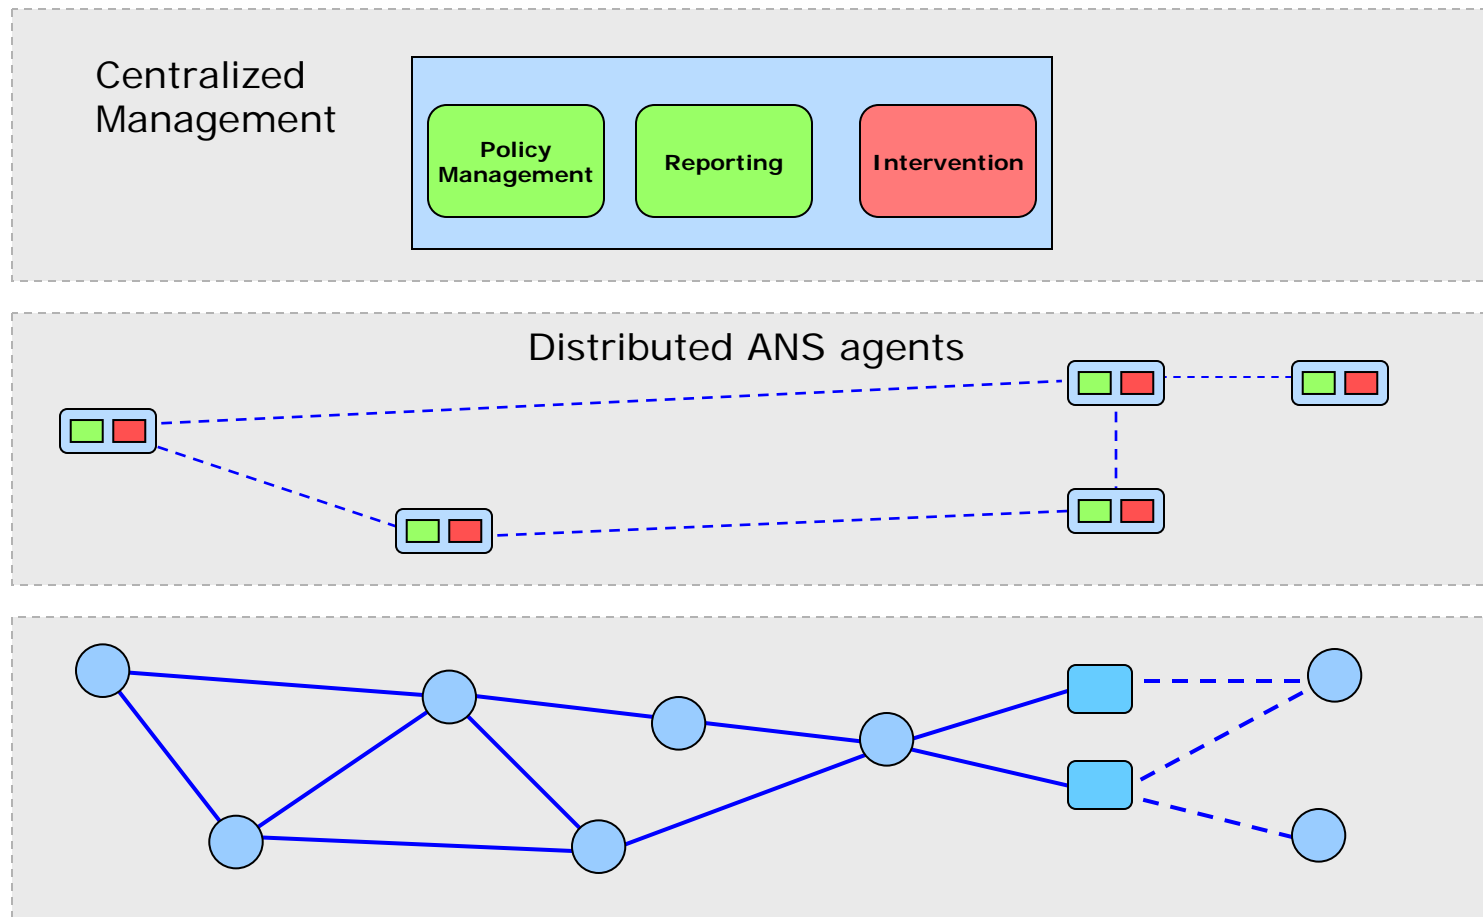 Centralized
Management
Policy
Management
Reporting
Intervention
Distributed ANS agents